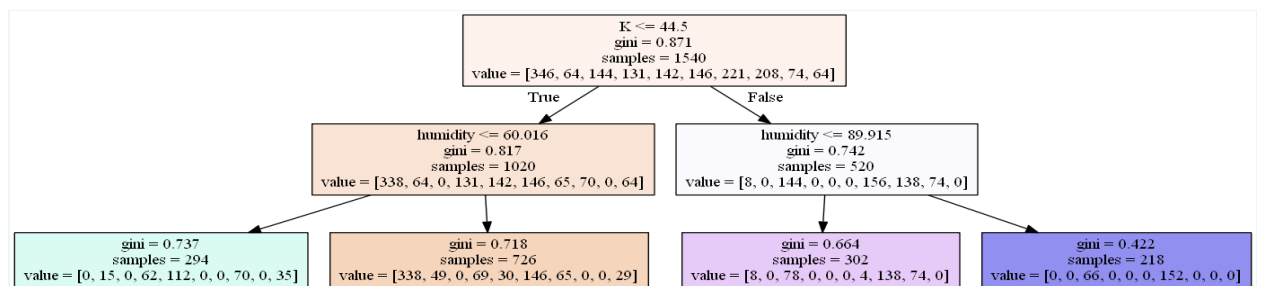 K <= 44.5
gini = 0.871
samples = 1540
value = [346, 64, 144, 131, 142, 146, 221, 208, 74, 64]
True
False
humidity <= 60.016
gini = 0.817
samples = 1020
value = [338, 64, 0, 131, 142, 146, 65, 70, 0, 64]
humidity <= 89.915
gini = 0.742
samples = 520
value = [8, 0, 144, 0, 0, 0, 156, 138, 74, 0]
gini = 0.737
samples = 294
value = [0, 15, 0, 62, 112, 0, 0, 70, 0, 35]
gini = 0.718
samples = 726
value = [338, 49, 0, 69, 30, 146, 65, 0, 0, 29]
gini = 0.664
samples = 302
value = [8, 0, 78, 0, 0, 0, 4, 138, 74, 0]
gini = 0.422
samples = 218
value = [0, 0, 66, 0, 0, 0, 152, 0, 0, 0]